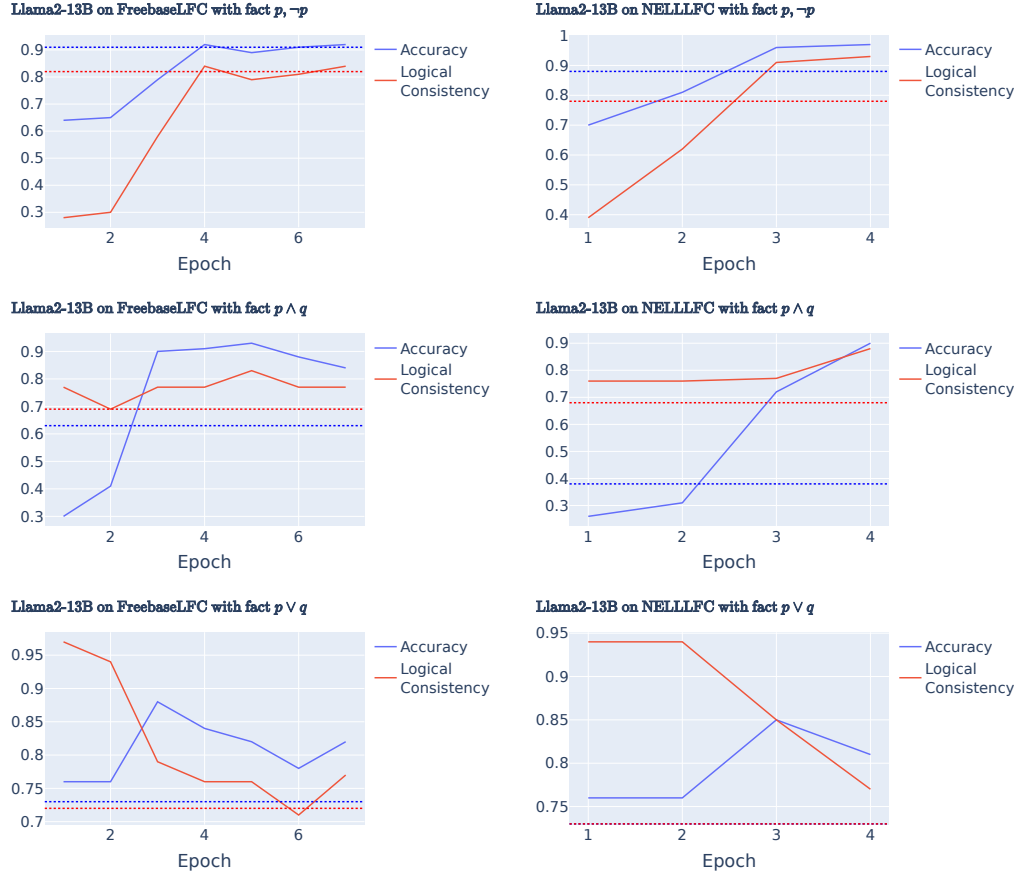 Llama2-13B on FreebaseLFC with fact p, ¬p
0.9
0.8
0.7
0.6
0.5
0.4
0.3
2
4
6
Epoch
Accuracy
Logical
Consistency
Llama2-13B on NELLLFC with fact p, ¬p
1
0.9
0.8
0.7
0.6
0.5
0.4
1
2
3
4
Epoch
Accuracy
Logical
Consistency
Llama2-13B on FreebaseLFC with fact p ∧ q
0.9
0.8
0.7
0.6
0.5
0.4
0.3
2
4
6
Epoch
Accuracy
Logical
Consistency
Llama2-13B on NELLLFC with fact p ∧ q
0.9
0.8
0.7
0.6
0.5
0.4
0.3
1
2
3
4
Epoch
Accuracy
Logical
Consistency
Llama2-13B on FreebaseLFC with fact p ∨ q
0.95
0.9
0.85
0.8
0.75
0.7
2
4
6
Epoch
Accuracy
Logical
Consistency
Llama2-13B on NELLLFC with fact p ∨ q
0.95
0.9
0.85
0.8
0.75
1
2
3
4
Epoch
Accuracy
Logical
Consistency